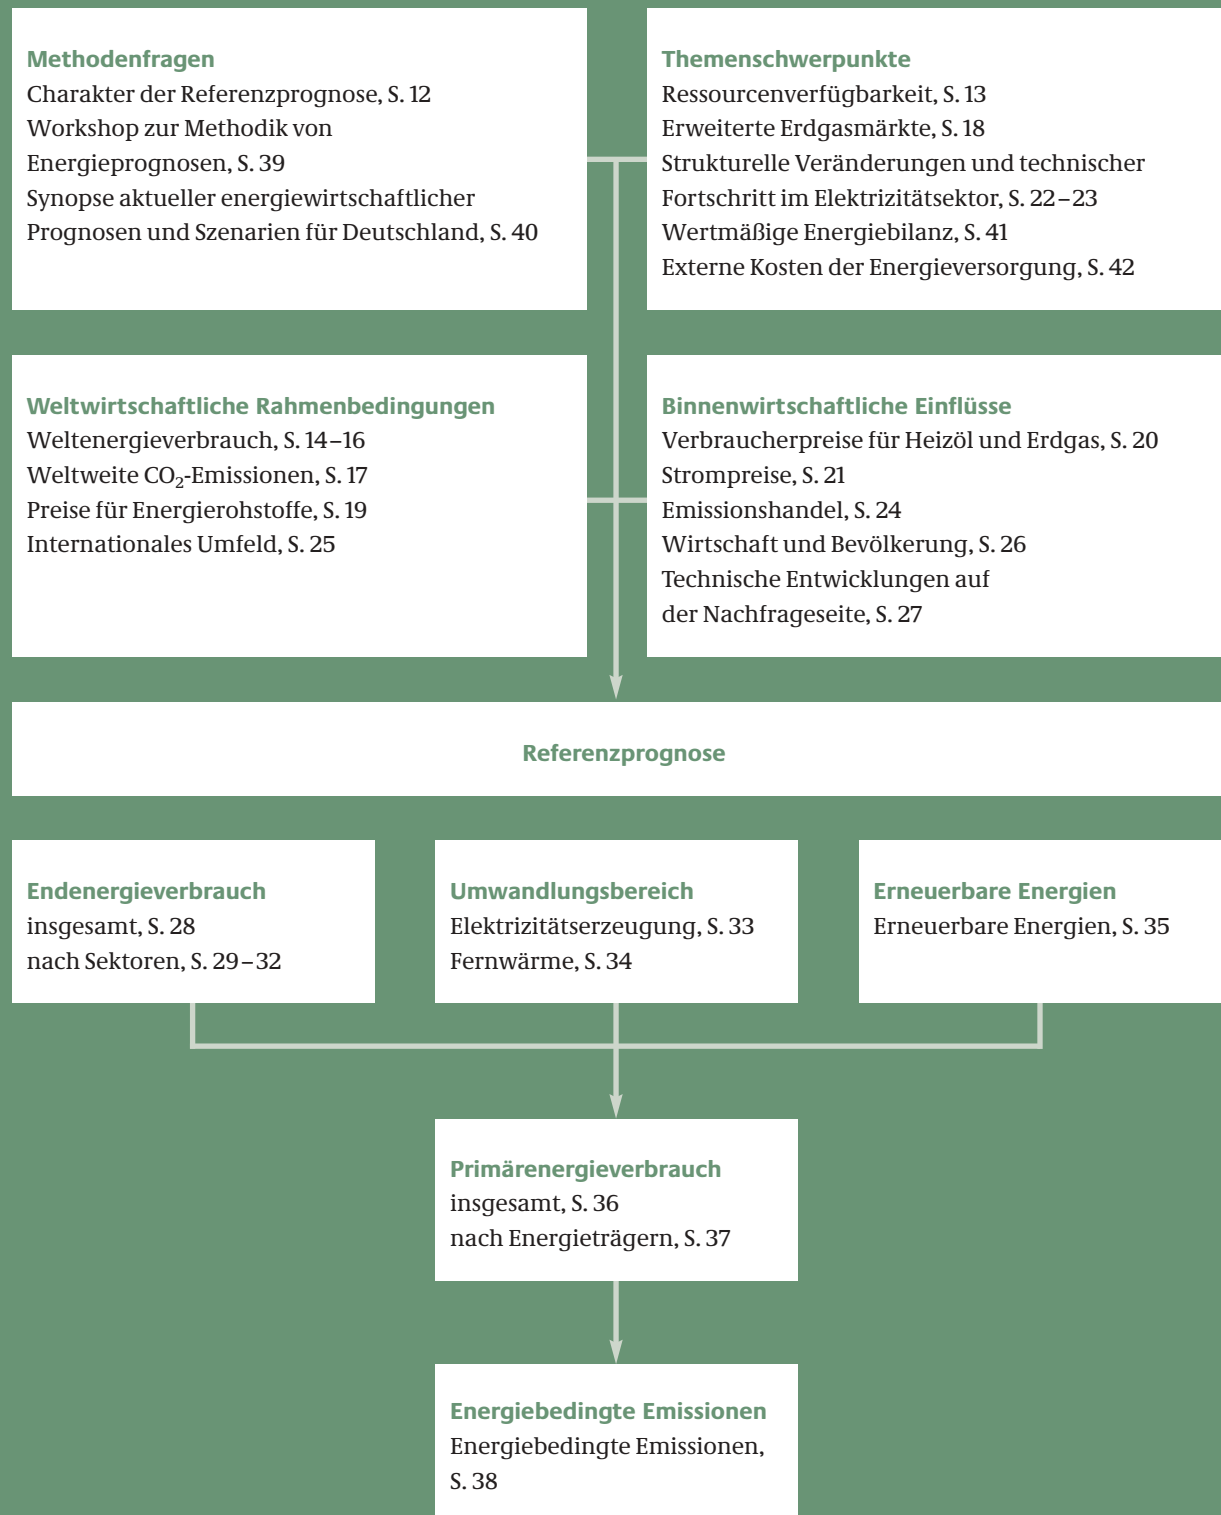 Methodenfragen
Charakter der Referenzprognose, S. 12
Workshop zur Methodik von
Energieprognosen, S. 39
Synopse aktueller energiewirtschaftlicher
Prognosen und Szenarien für Deutschland, S. 40
Themenschwerpunkte
Ressourcenverfügbarkeit, S. 13
Erweiterte Erdgasmärkte, S. 18
Strukturelle Veränderungen und technischer
Fortschritt im Elektrizitätsektor, S. 22–23
Wertmäßige Energiebilanz, S. 41
Externe Kosten der Energieversorgung, S. 42
Weltwirtschaftliche Rahmenbedingungen
Weltenergieverbrauch, S. 14–16
Weltweite CO₂-Emissionen, S. 17
Preise für Energierohstoffe, S. 19
Internationales Umfeld, S. 25
Binnenwirtschaftliche Einflüsse
Verbraucherpreise für Heizöl und Erdgas, S. 20
Strompreise, S. 21
Emissionshandel, S. 24
Wirtschaft und Bevölkerung, S. 26
Technische Entwicklungen auf
der Nachfrageseite, S. 27
Referenzprognose
Endenergieverbrauch
insgesamt, S. 28
nach Sektoren, S. 29–32
Umwandlungsbereich
Elektrizitätserzeugung, S. 33
Fernwärme, S. 34
Erneuerbare Energien
Erneuerbare Energien, S. 35
Primärenergieverbrauch
insgesamt, S. 36
nach Energieträgern, S. 37
Energiebedingte Emissionen
Energiebedingte Emissionen,
S. 38